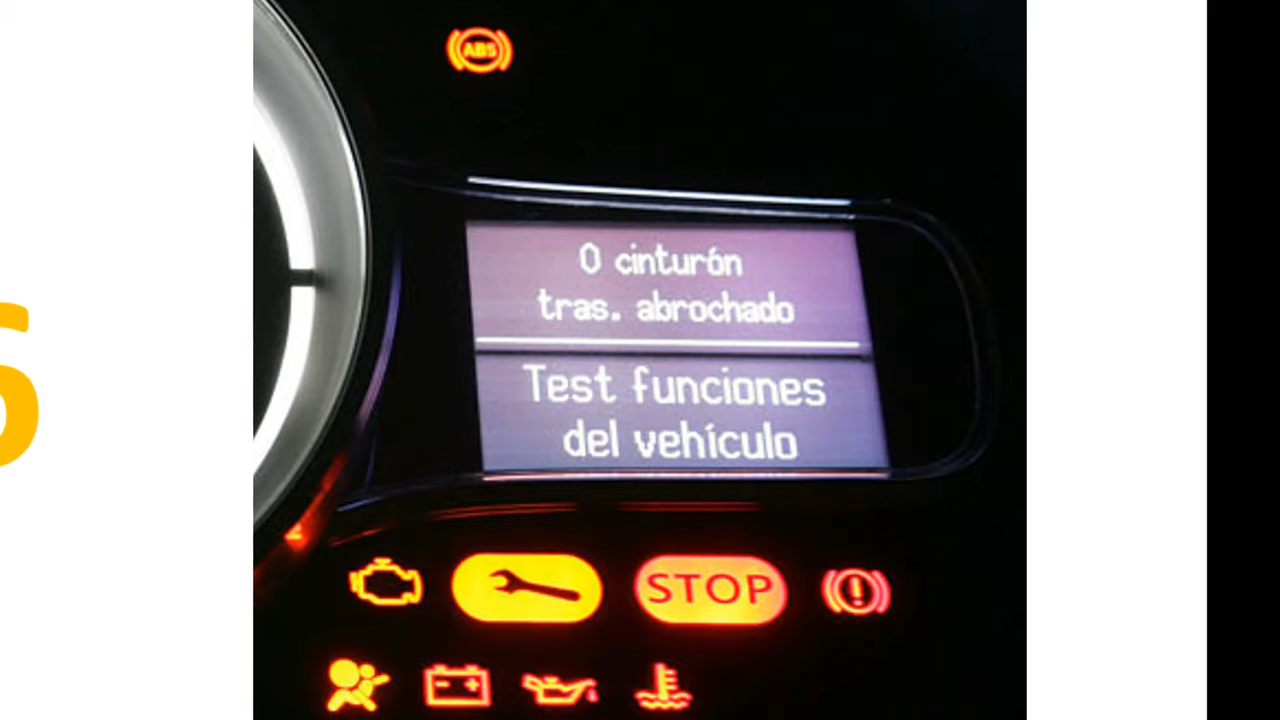 ABS
0 cinturón
tras. abrochado
Test funciones
del vehículo
STOP